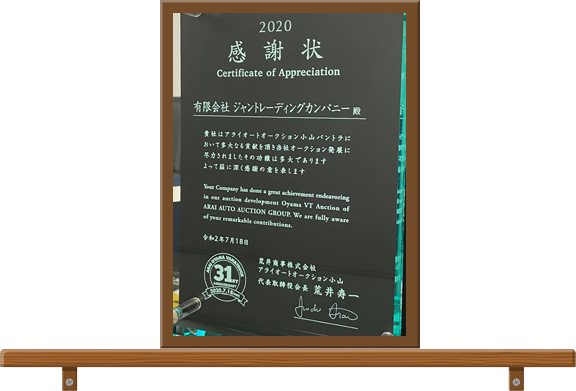 2020
感謝状
Certificate of Appreciation
有限会社 ジャントレーディングカンパニー 殿
貴社はアライオートオークション小山バントラに
おいて多大なる貢献を頂き当社オークション発展に
尽力されましたその功績は多大であります
よって茲に深く感謝の意を表します
Your Company has done a great achievement endeavoring
in our auction development Oyama VT Auction of
ARAI AUTO AUCTION GROUP. We are fully aware
of your remarkable contributions.
令和2年7月18日
ARAI OYAMA VANTRUCK
31ST
ANNIVERSARY
2020.7.18
荒井商事株式会社
アライオートオークション小山
代表取締役会長 荒井寿一